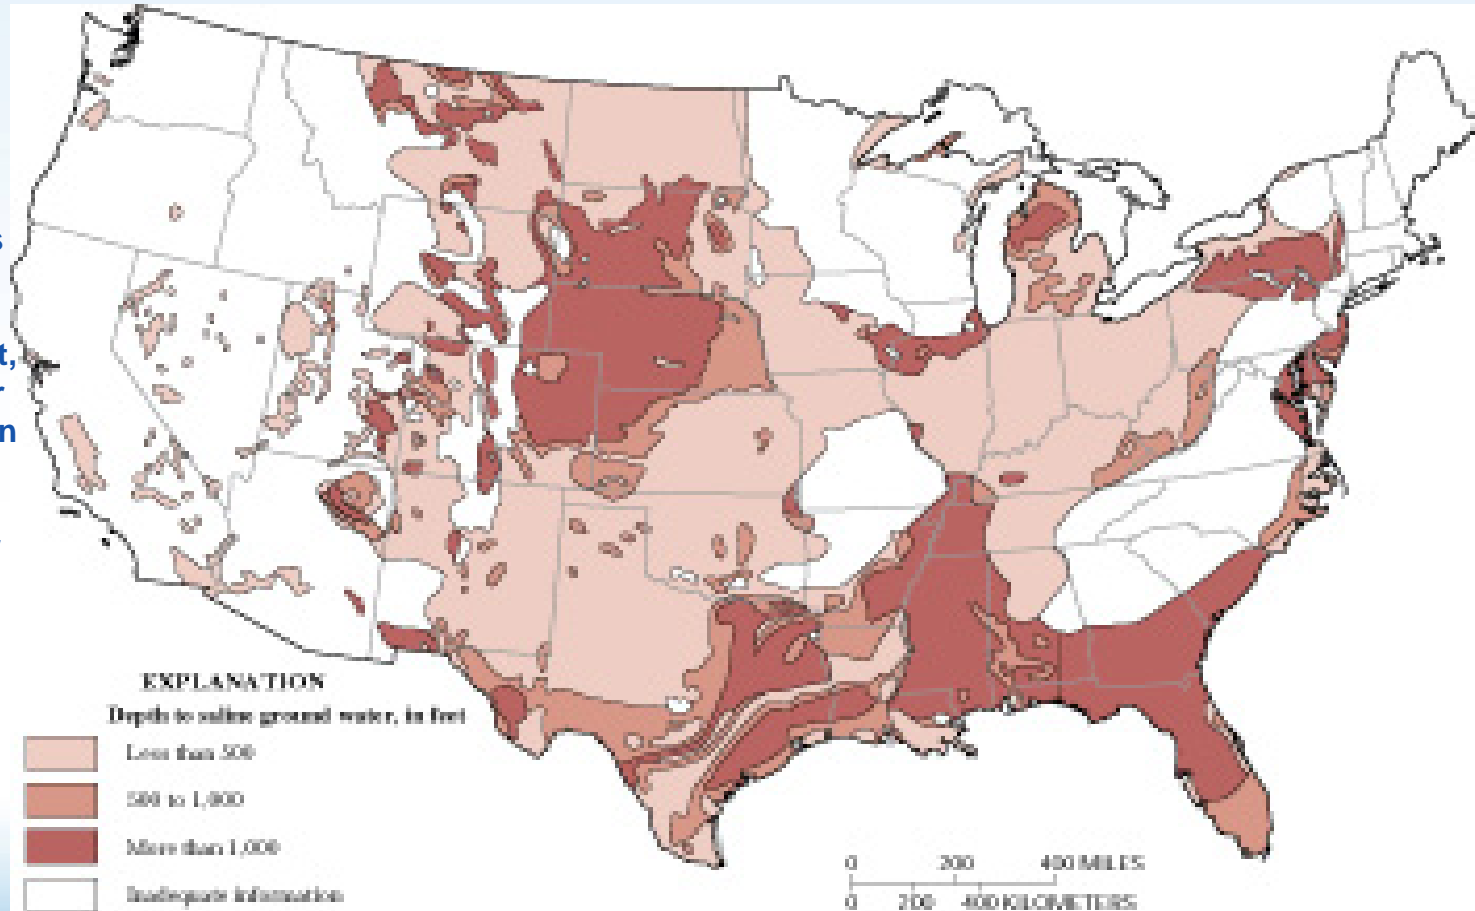 s
t,
r
n
EXPLANATION
Depth to saline ground water, in feet
Less than 500
500 to 1,000
More than 1,000
Inadequate information
0 200 400 MILES
0 200 400 KILOMETERS